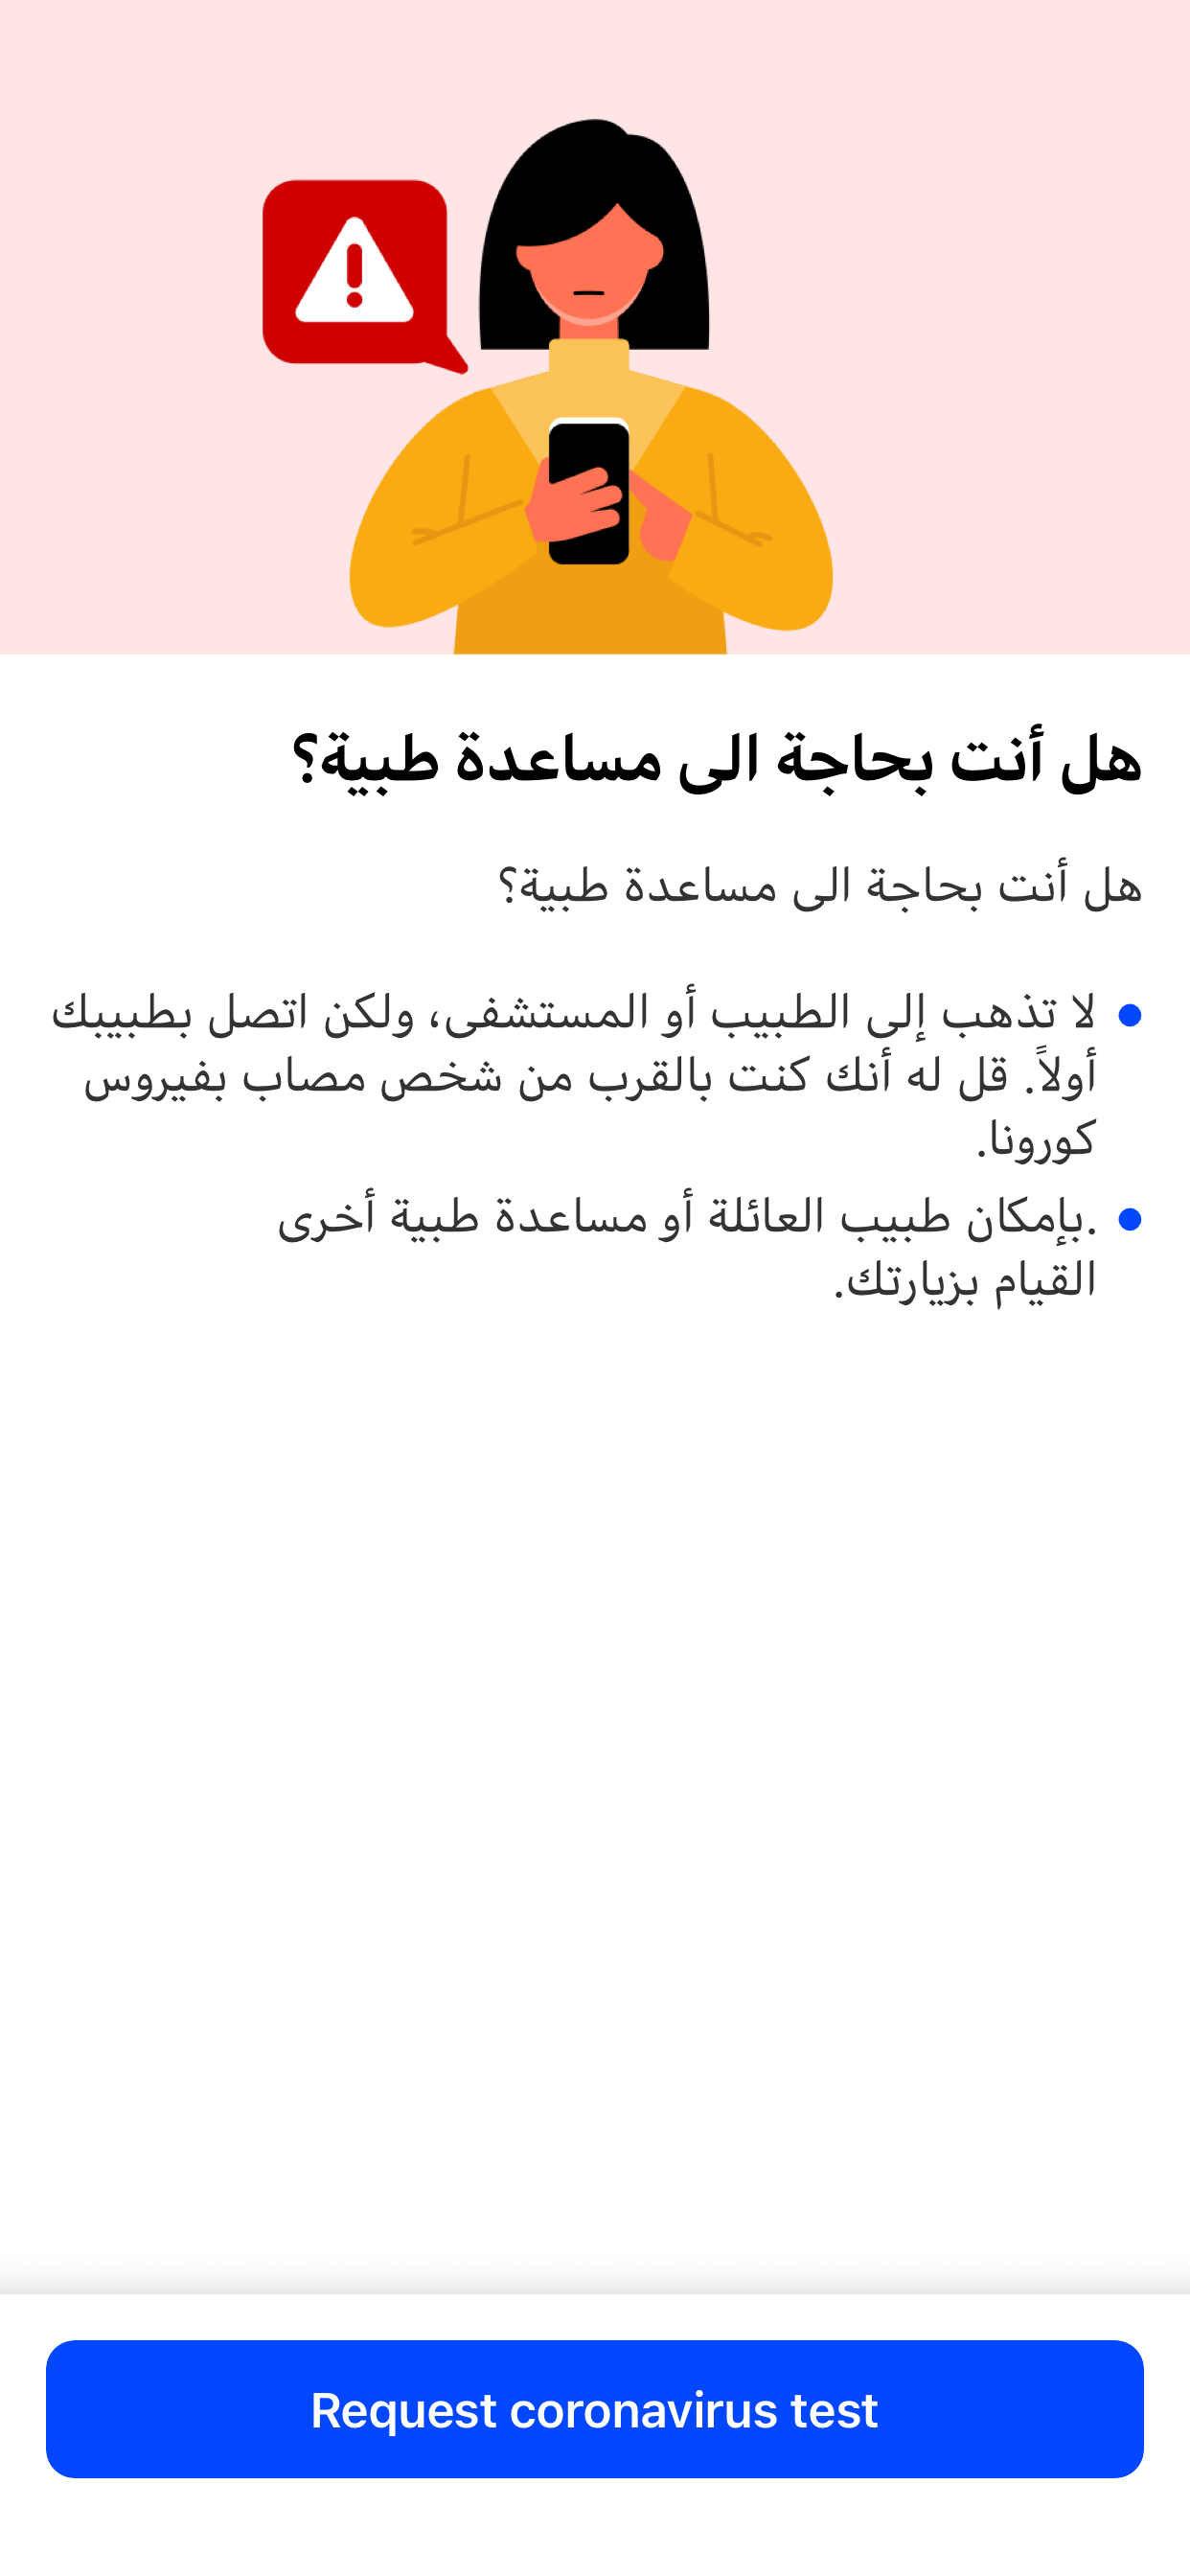 هل أنت بحاجة الى مساعدة طبية؟
هل أنت بحاجة الى مساعدة طبية؟
لا تذهب إلى الطبيب أو المستشفى، ولكن اتصل بطبيبك
أولاً. قل له أنك كنت بالقرب من شخص مصاب بفيروس
كورونا.
.بإمكان طبيب العائلة أو مساعدة طبية أخرى
القيام بزيارتك.
Request coronavirus test